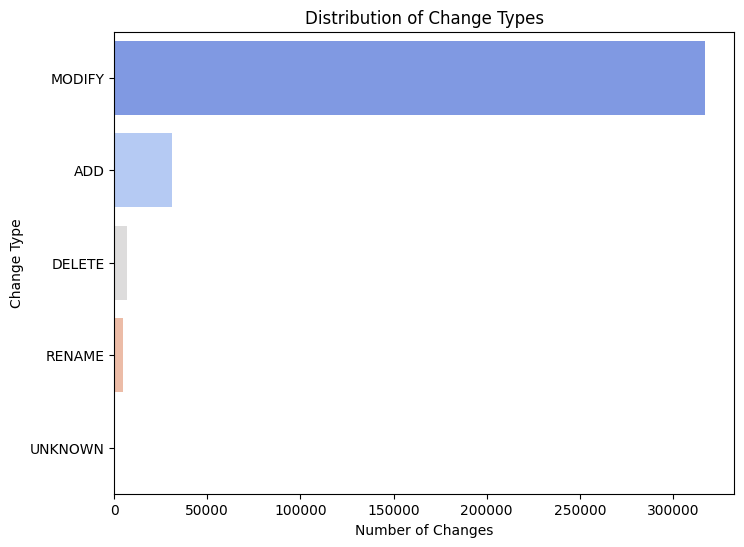 Distribution of Change Types
Change Type
MODIFY
ADD
DELETE
RENAME
UNKNOWN
0 50000 100000 150000 200000 250000 300000
Number of Changes